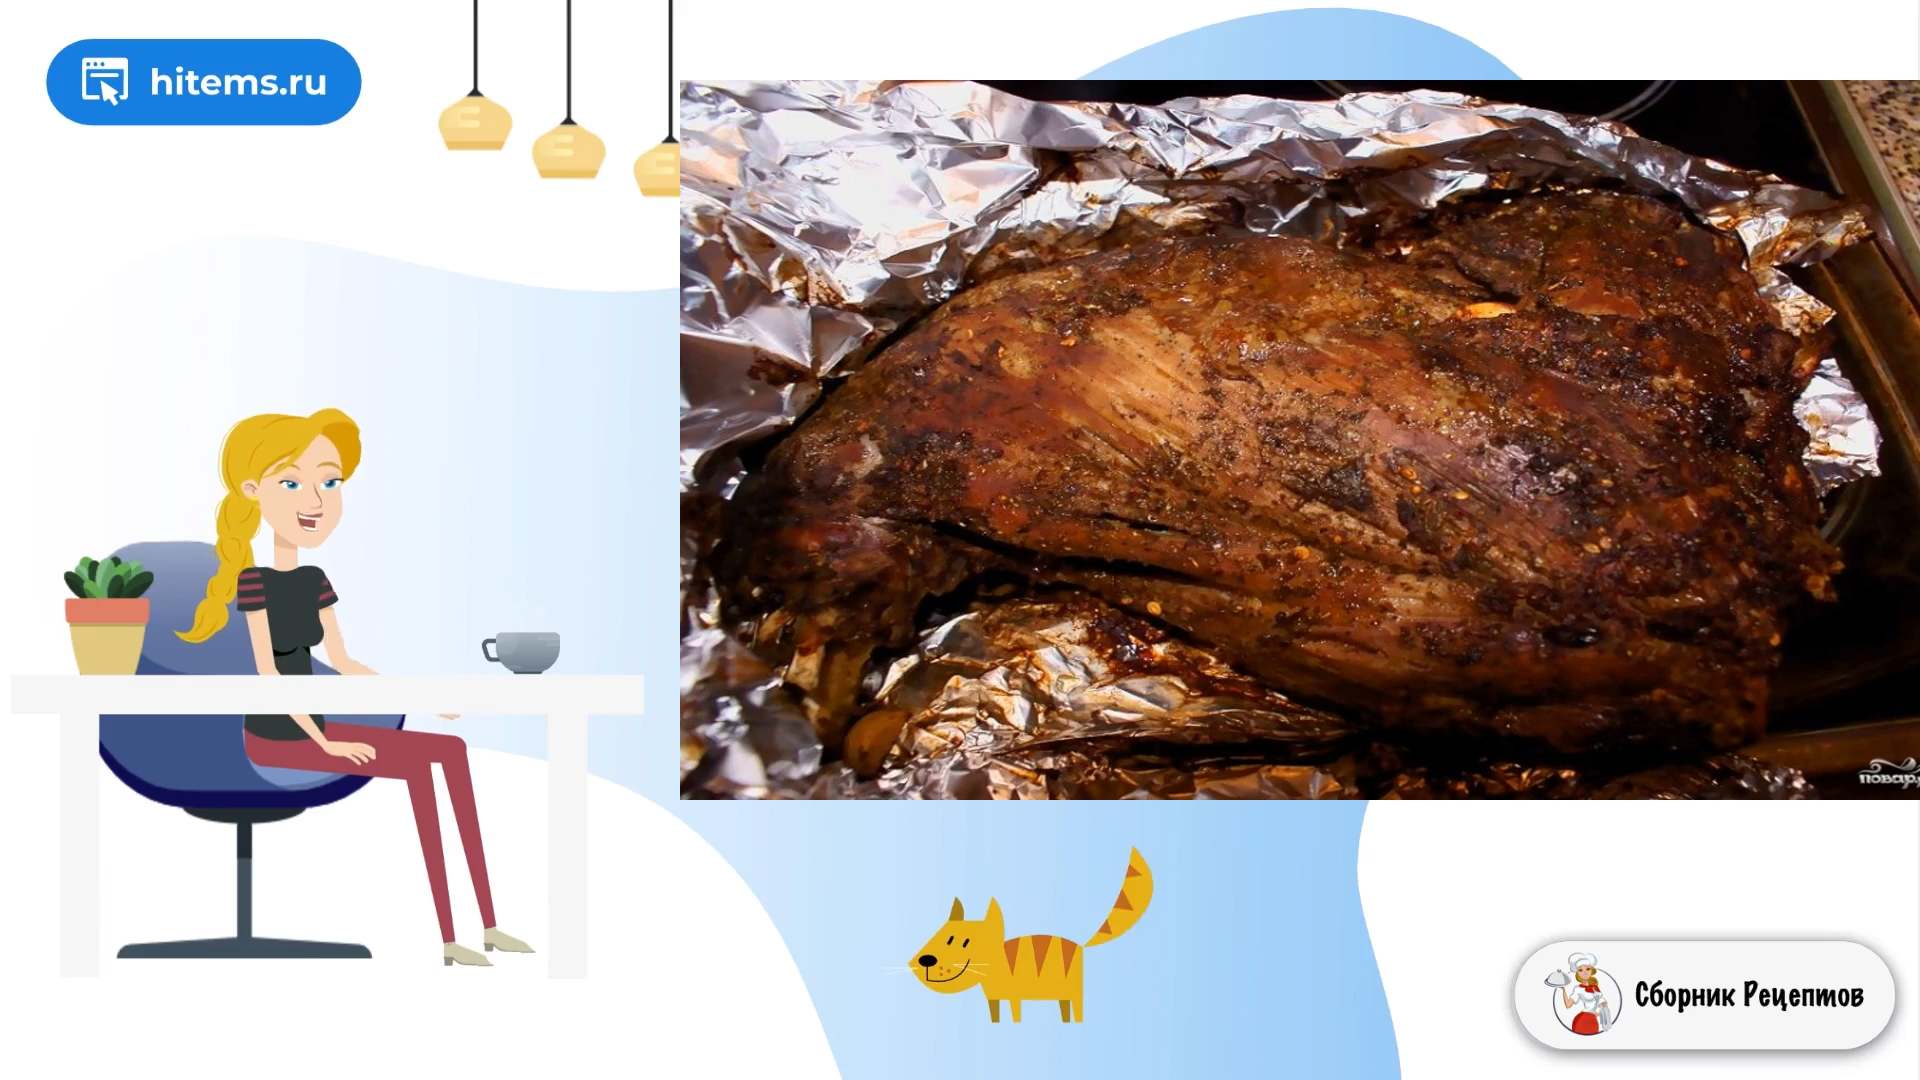 hitems.ru
Сборник Рецептов